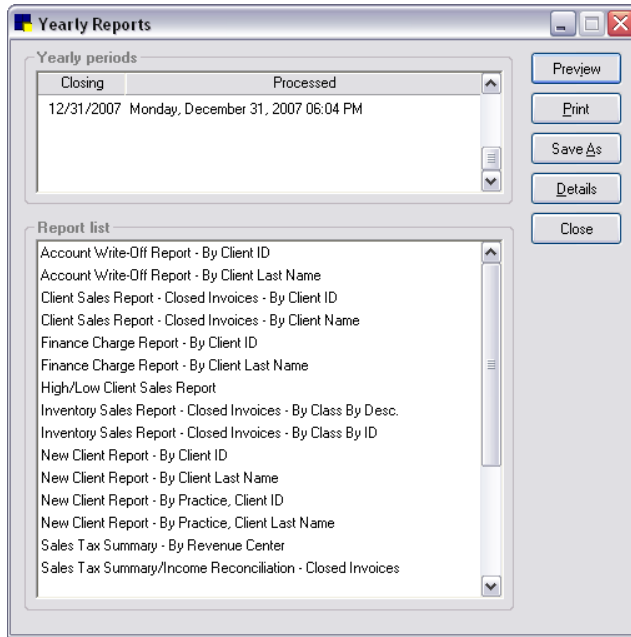 Yearly Reports
Yearly periods
Closing Processed
12/31/2007 Monday, December 31, 2007 06:04 PM
Preview
Print
Save As
Details
Close
Report list
Account Write-Off Report - By Client ID
Account Write-Off Report - By Client Last Name
Client Sales Report - Closed Invoices - By Client ID
Client Sales Report - Closed Invoices - By Client Name
Finance Charge Report - By Client ID
Finance Charge Report - By Client Last Name
High/Low Client Sales Report
Inventory Sales Report - Closed Invoices - By Class By Desc.
Inventory Sales Report - Closed Invoices - By Class By ID
New Client Report - By Client ID
New Client Report - By Client Last Name
New Client Report - By Practice, Client ID
New Client Report - By Practice, Client Last Name
Sales Tax Summary - By Revenue Center
Sales Tax Summary/Income Reconciliation - Closed Invoices